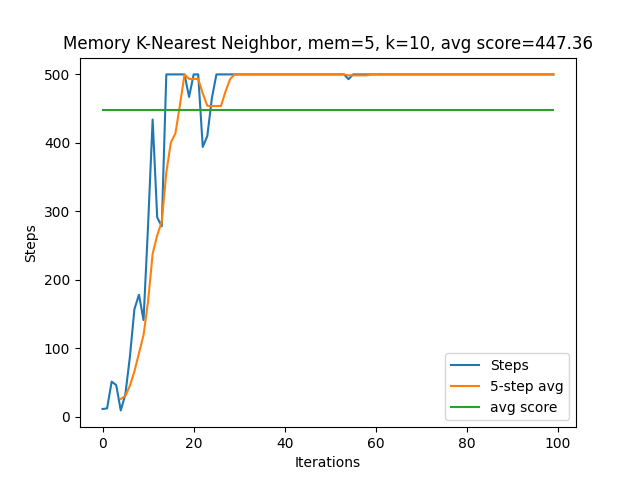 Memory K-Nearest Neighbor, mem=5, k=10, avg score=447.36
500
400
300
200
100
0
Steps
0 20 40 60 80 100
Iterations
Steps
5-step avg
avg score